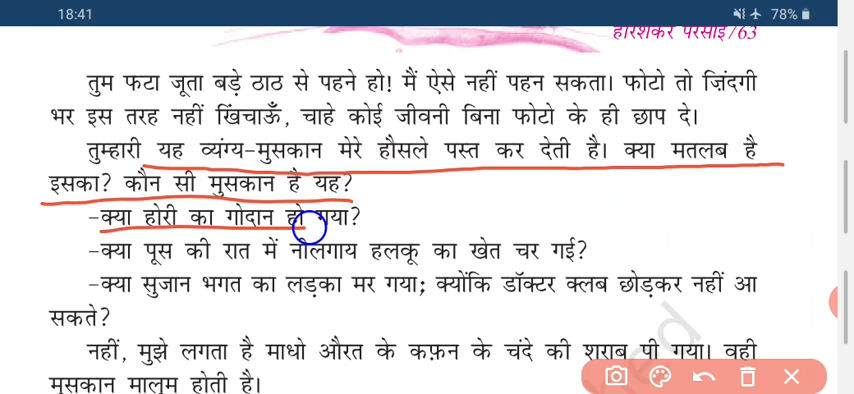 18:41
78%
हरिशंकर परसाई/63
तुम फटा जूता बड़े ठाठ से पहने हो! मैं ऐसे नहीं पहन सकता। फोटो तो ज़िंदगी
भर इस तरह नहीं खिंचाऊँ, चाहे कोई जीवनी बिना फोटो के ही छाप दे।
तुम्हारी यह व्यंग्य-मुसकान मेरे हौसले पस्त कर देती है। क्या मतलब है
इसका? कौन सी मुसकान है यह?
-क्या होरी का गोदान हो गया?
-क्या पूस की रात में नीलगाय हलकू का खेत चर गई?
-क्या सुजान भगत का लड़का मर गया; क्योंकि डॉक्टर क्लब छोड़कर नहीं आ
सकते?
नहीं, मुझे लगता है माधो औरत के कफ़न के चंदे की शराब पी गया। वही
मुसकान मालूम होती है।